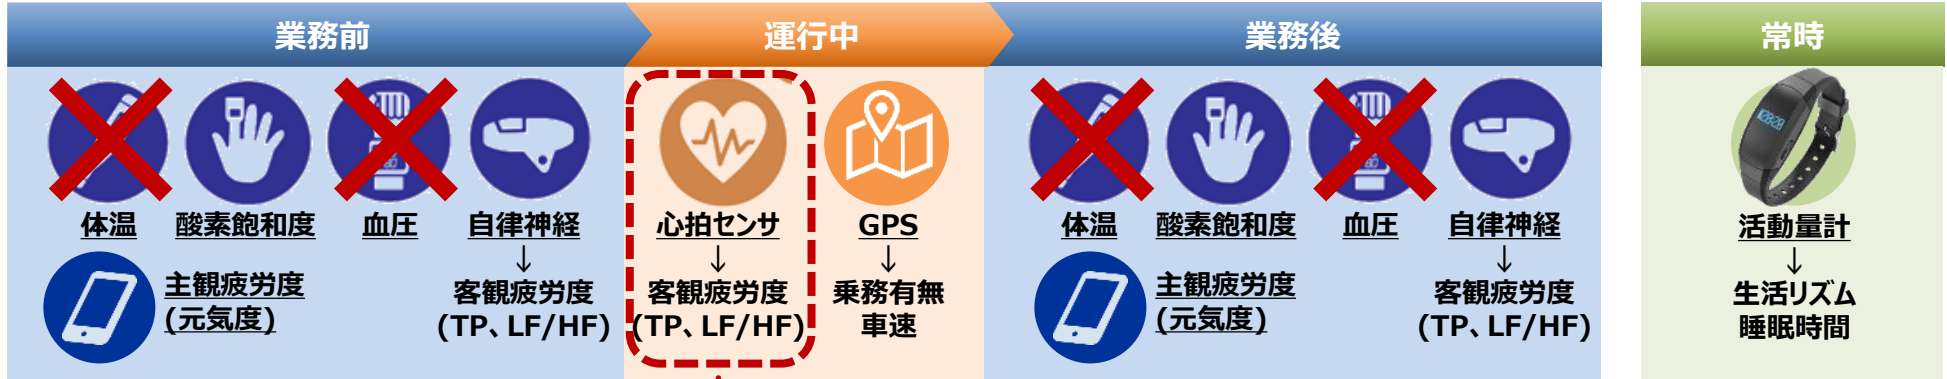 業務前
運行中
業務後
常時
体温
酸素飽和度
血圧
自律神経
↓
客観疲労度
(TP、LF/HF)
主観疲労度
(元気度)
心拍センサ
↓
客観疲労度
(TP、LF/HF)
GPS
↓
乗務有無
車速
体温
酸素飽和度
血圧
自律神経
↓
客観疲労度
(TP、LF/HF)
主観疲労度
(元気度)
活動量計
↓
生活リズム
睡眠時間